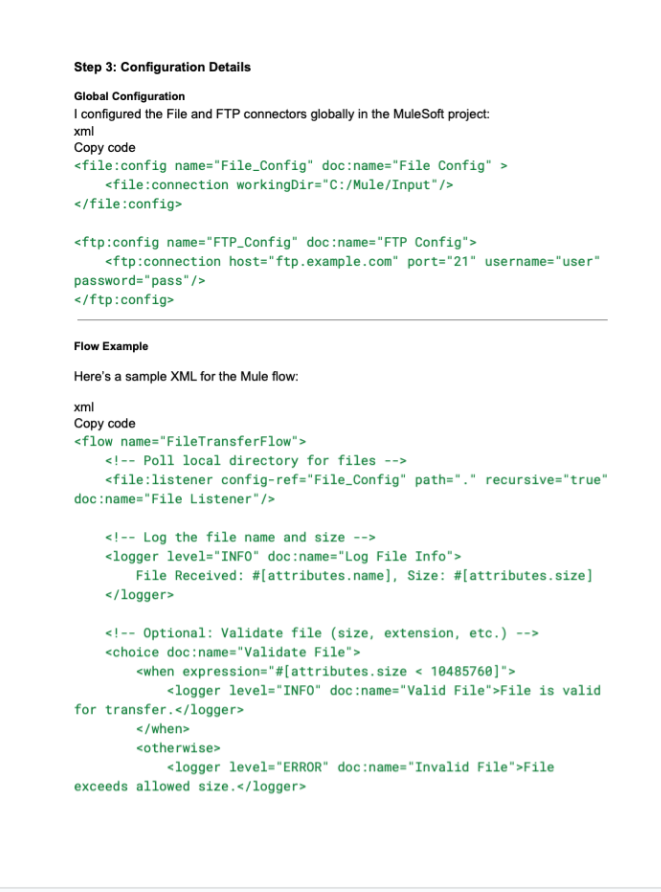 Step 3: Configuration Details
Global Configuration
I configured the File and FTP connectors globally in the MuleSoft project:
xml
Copy code
<file:config name="File_Config" doc:name="File Config" >
    <file:connection workingDir="C:/Mule/Input"/>
</file:config>
<ftp:config name="FTP_Config" doc:name="FTP Config">
    <ftp:connection host="ftp.example.com" port="21" username="user"
password="pass"/>
</ftp:config>
Flow Example
Here's a sample XML for the Mule flow:
xml
Copy code
<flow name="FileTransferFlow">
    <!-- Poll local directory for files -->
    <file:listener config-ref="File_Config" path="." recursive="true"
doc:name="File Listener"/>
    <!-- Log the file name and size -->
    <logger level="INFO" doc:name="Log File Info">
        File Received: #[attributes.name], Size: #[attributes.size]
    </logger>
    <!-- Optional: Validate file (size, extension, etc.) -->
    <choice doc:name="Validate File">
        <when expression="#[attributes.size < 10485760]">
            <logger level="INFO" doc:name="Valid File">File is valid
for transfer.</logger>
        </when>
        <otherwise>
            <logger level="ERROR" doc:name="Invalid File">File
exceeds allowed size.</logger>